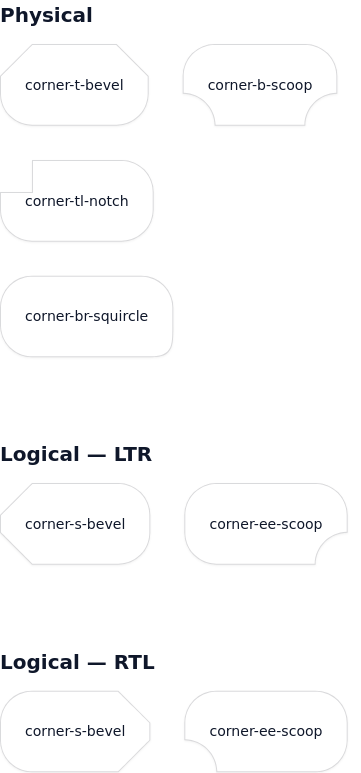 Physical
corner-t-bevel
corner-b-scoop
corner-tl-notch
corner-br-squircle
Logical — LTR
corner-s-bevel
corner-ee-scoop
Logical — RTL
corner-s-bevel
corner-ee-scoop